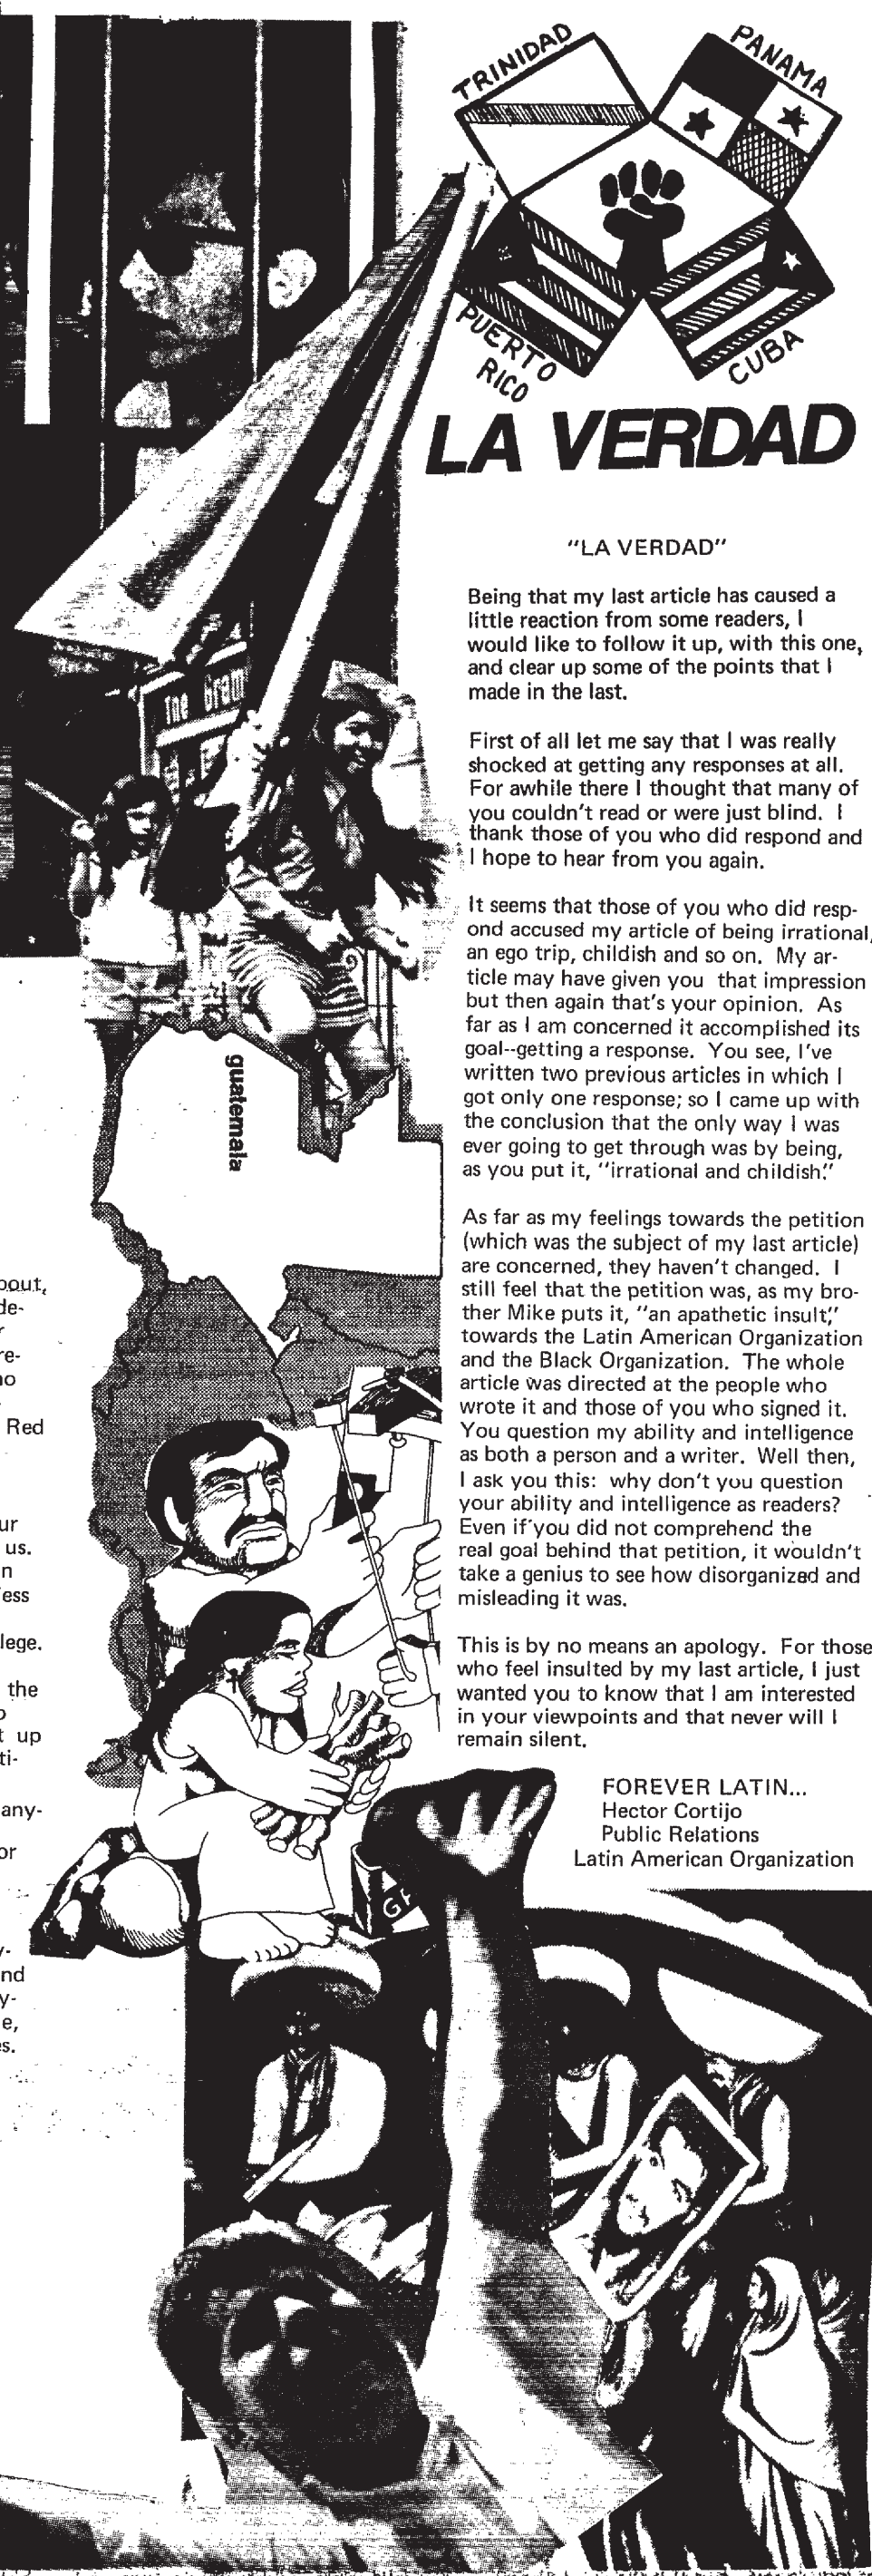 TRINIDAD
PANAMA
PUERTO
RICO
CUBA
LA VERDAD
"LA VERDAD"
Being that my last article has caused a
little reaction from some readers, I
would like to follow it up, with this one,
and clear up some of the points that I
made in the last.
First of all let me say that I was really
shocked at getting any responses at all.
For awhile there I thought that many of
you couldn't read or were just blind. I
thank those of you who did respond and
I hope to hear from you again.
It seems that those of you who did resp-
ond accused my article of being irrational,
an ego trip, childish and so on. My ar-
ticle may have given you that impression
but then again that's your opinion. As
far as I am concerned it accomplished its
goal--getting a response. You see, I've
written two previous articles in which I
got only one response; so I came up with
the conclusion that the only way I was
ever going to get through was by being,
as you put it, "irrational and childish."
As far as my feelings towards the petition
(which was the subject of my last article)
are concerned, they haven't changed. I
still feel that the petition was, as my bro-
ther Mike puts it, "an apathetic insult,"
towards the Latin American Organization
and the Black Organization. The whole
article was directed at the people who
wrote it and those of you who signed it.
You question my ability and intelligence
as both a person and a writer. Well then,
I ask you this: why don't you question
your ability and intelligence as readers?
Even if you did not comprehend the
real goal behind that petition, it wouldn't
take a genius to see how disorganized and
misleading it was.
This is by no means an apology. For those
who feel insulted by my last article, I just
wanted you to know that I am interested
in your viewpoints and that never will I
remain silent.
FOREVER LATIN...
Hector Cortijo
Public Relations
Latin American Organization
guatemala
the
bout,
de-
r
re-
no
Red
ur
us.
n
ess
lege.
the
o
t up
ti-
any-
or
y-
nd
y-
e,
s.